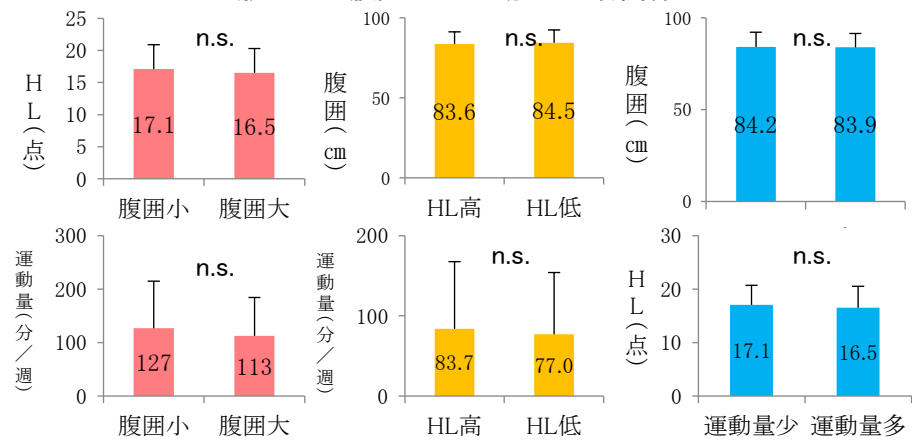 HL(点)
25
20
15
10
5
0
n.s.
17.1
16.5
腹囲小
腹囲大
腹囲(cm)
100
50
0
n.s.
83.6
84.5
HL高
HL低
腹囲(cm)
100
50
0
n.s.
84.2
83.9
運動量(分/週)
300
200
100
0
n.s.
127
113
腹囲小
腹囲大
運動量(分/週)
200
100
0
n.s.
83.7
77.0
HL高
HL低
HL(点)
30
20
10
0
n.s.
17.1
16.5
運動量少
運動量多